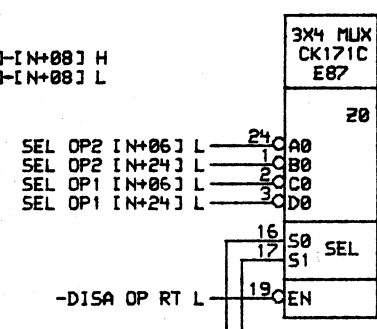 3X4 MUX
CK171C
E87
]-[N+08] H
]-[N+08] L
Z0
SEL OP2 [N+06] L 24 A0
SEL OP2 [N+24] L 1 B0
SEL OP1 [N+06] L 2 C0
SEL OP1 [N+24] L 3 D0
16 S0 SEL
17 S1
-DISA OP RT L 19 EN